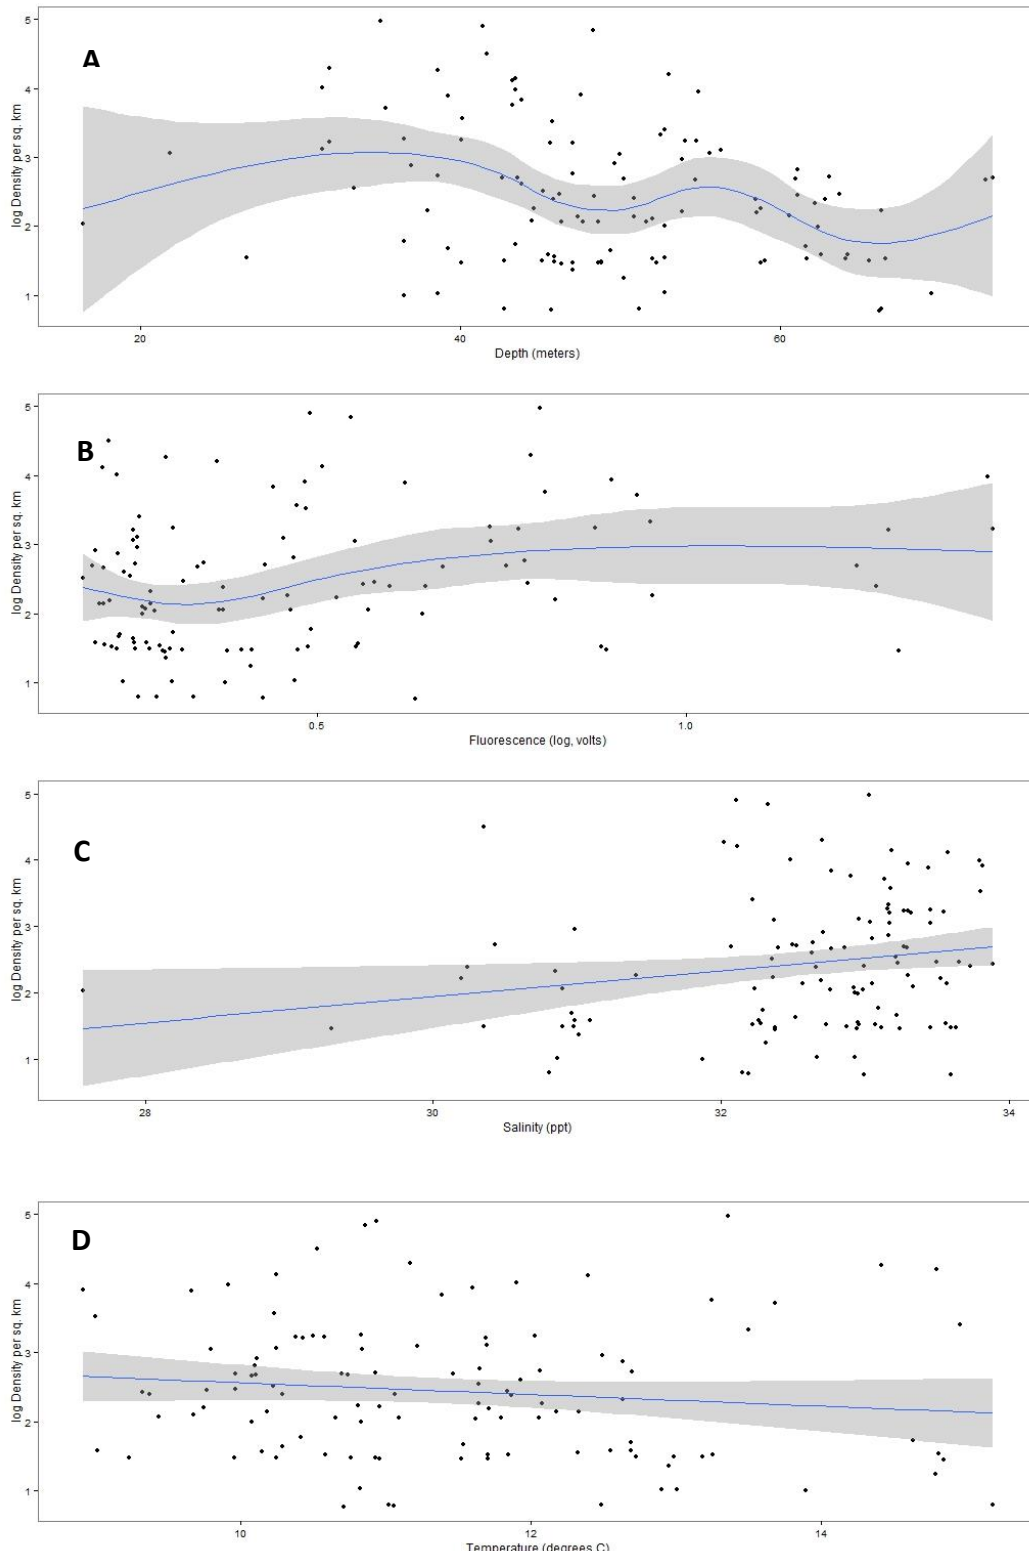 A
5
4
3
2
1
log Density per sq. km
20 40 60
Depth (meters)
B
5
4
3
2
1
log Density per sq. km
0.5 1.0
Fluorescence (log, volts)
C
5
4
3
2
1
log Density per sq. km
28 30 32 34
Salinity (ppt)
D
5
4
3
2
1
log Density per sq. km
10 12 14
Temperature (degrees C)